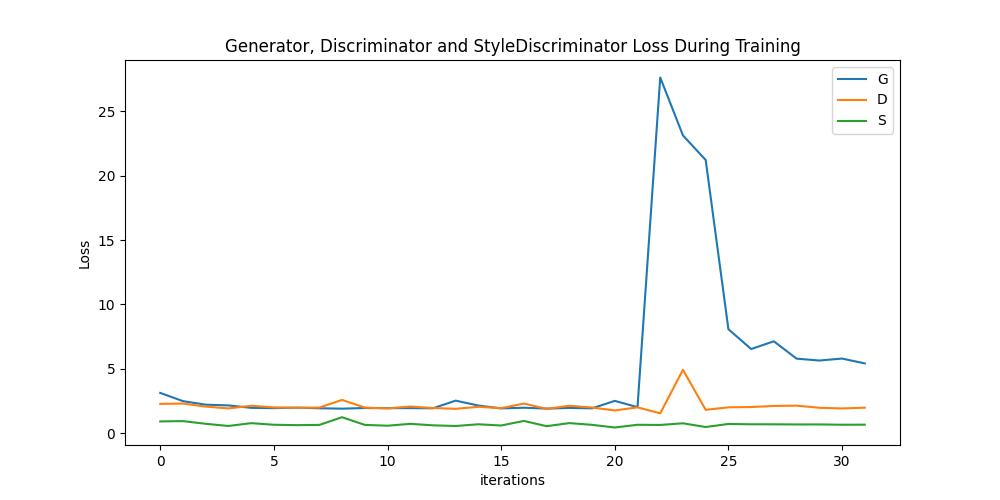 Generator, Discriminator and StyleDiscriminator Loss During Training
G
D
S
25
20
15
10
5
0
Loss
0 5 10 15 20 25 30
iterations